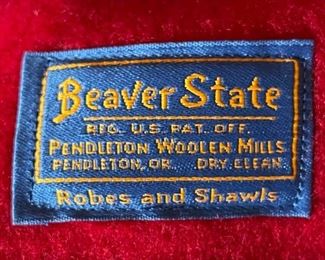 Beaver State
REG. U.S. PAT. OFF.
PENDLETON WOOLEN MILLS
PENDLETON, OR. DRY CLEAN.
Robes and Shawls